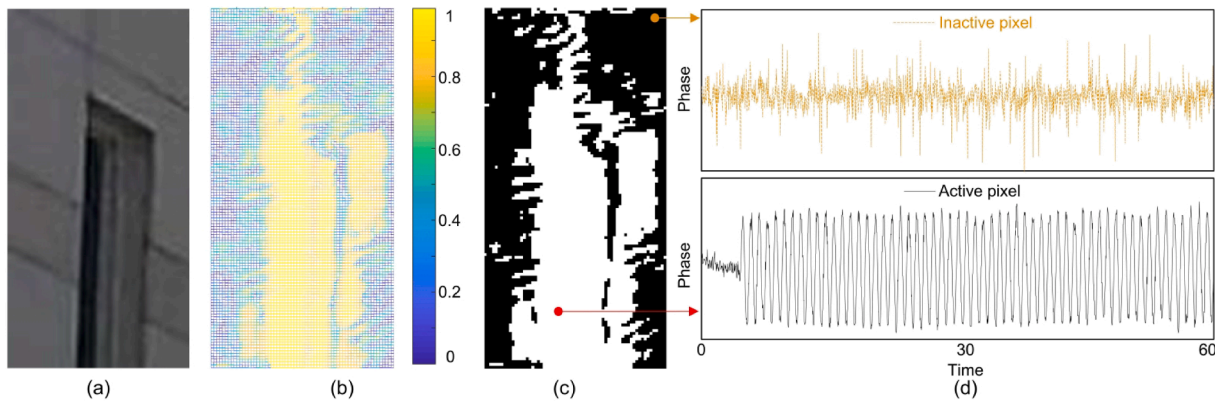 1
0.8
0.6
0.4
0.2
0
Inactive pixel
Phase
Active pixel
Phase
0
30
60
Time
(a)
(b)
(c)
(d)